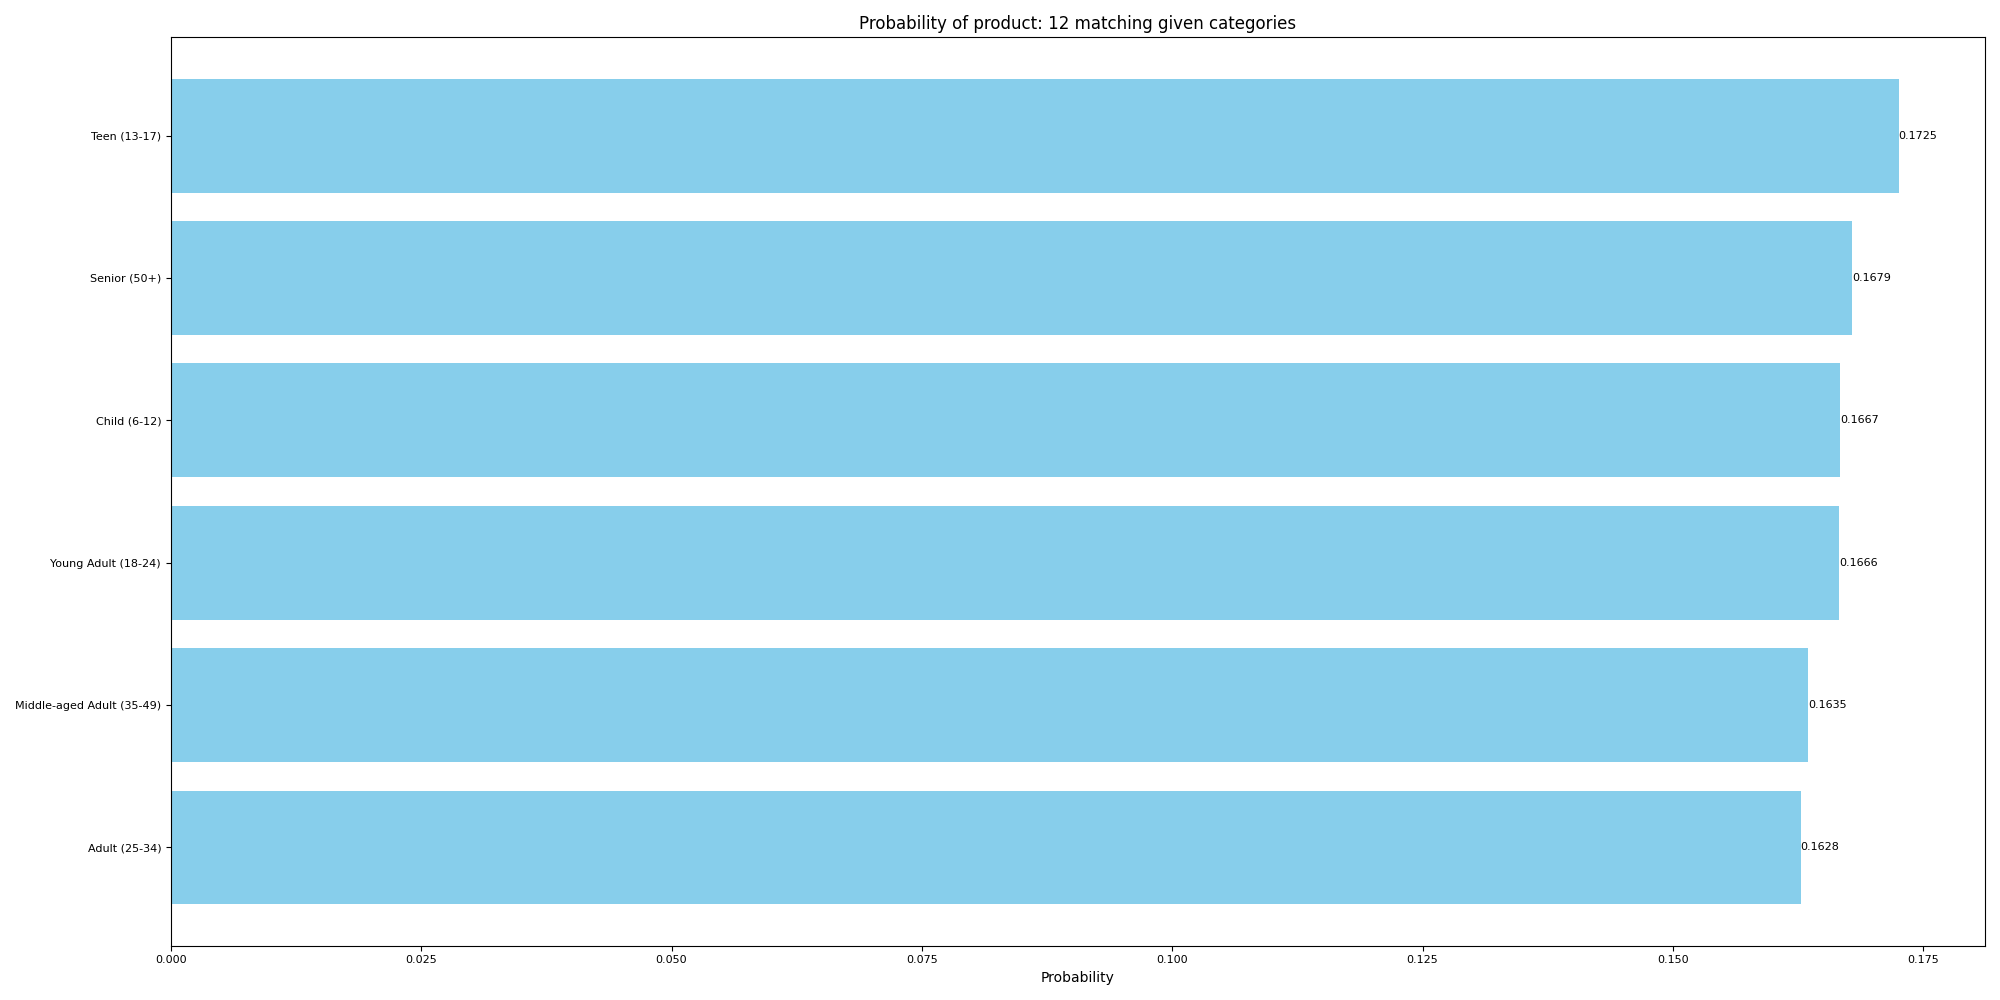 Probability of product: 12 matching given categories
Teen (13-17)
0.1725
Senior (50+)
0.1679
Child (6-12)
0.1667
Young Adult (18-24)
0.1666
Middle-aged Adult (35-49)
0.1635
Adult (25-34)
0.1628
0.000 0.025 0.050 0.075 0.100 0.125 0.150 0.175
Probability